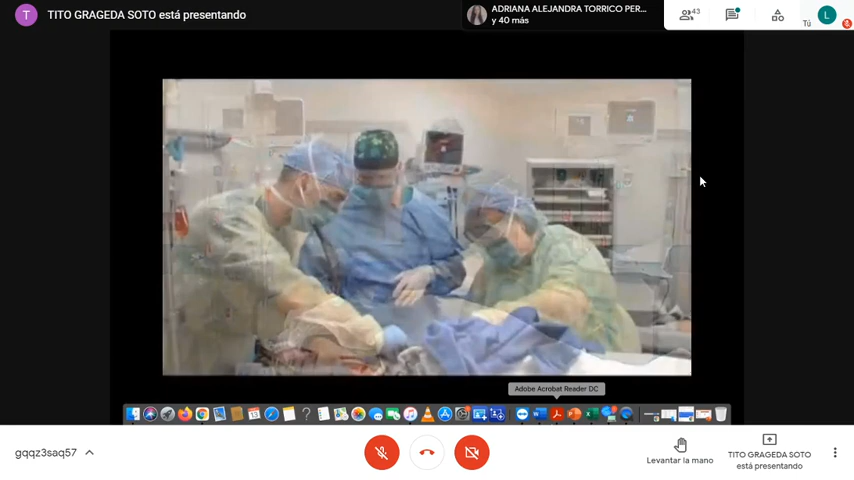 T
TITO GRAGEDA SOTO está presentando
ADRIANA ALEJANDRA TORRICO PER...
y 40 más
43
Tú
L
Adobe Acrobat Reader DC
gqqz3saq57
Levantar la mano
TITO GRAGEDA SOTO
está presentando